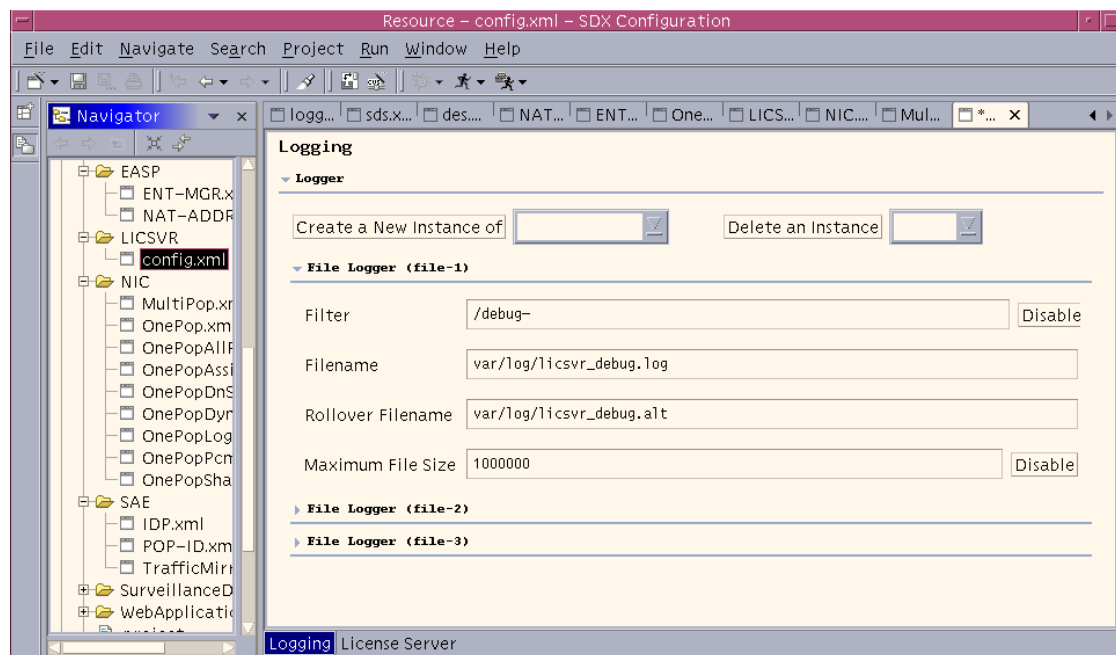 Resource – config.xml – SDX Configuration
File Edit Navigate Search Project Run Window Help
Navigator
logg... sds.x... des.... NAT... ENT... One... LICS... NIC.... Mul... *...
EASP
ENT-MGR.x
NAT-ADDR
LICSVR
config.xml
NIC
MultiPop.xr
OnePop.xm
OnePopAllF
OnePopAssi
OnePopDnS
OnePopDyr
OnePopLog
OnePopPcm
OnePopSha
SAE
IDP.xml
POP-ID.xm
TrafficMirr
SurveillanceD
WebApplicatio
Logging
Logger
Create a New Instance of
Delete an Instance
File Logger (file-1)
Filter /debug- Disable
Filename var/log/licsvr_debug.log
Rollover Filename var/log/licsvr_debug.alt
Maximum File Size 1000000 Disable
File Logger (file-2)
File Logger (file-3)
Logging License Server